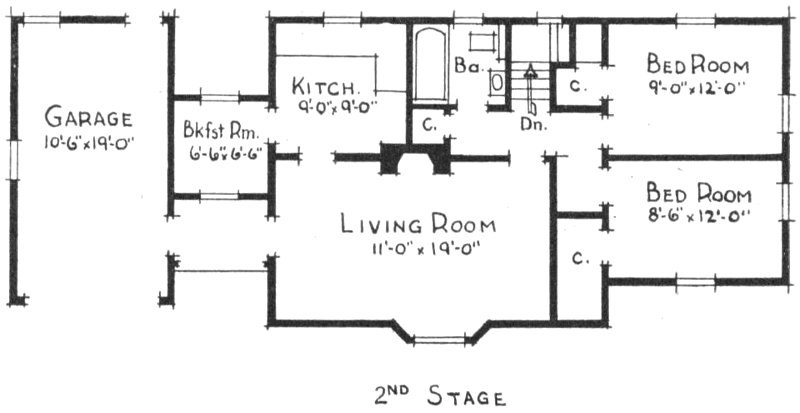 GARAGE
10'-6"x19'-0"
Bkfst Rm.
6'-6"x6'-6"
KITCH.
9'-0"x9'-0"
C.
Ba.
Dn.
C.
BED ROOM
9'-0"x12'-0"
BED ROOM
8'-6"x12'-0"
C.
LIVING ROOM
11'-0"x19'-0"
2ND STAGE